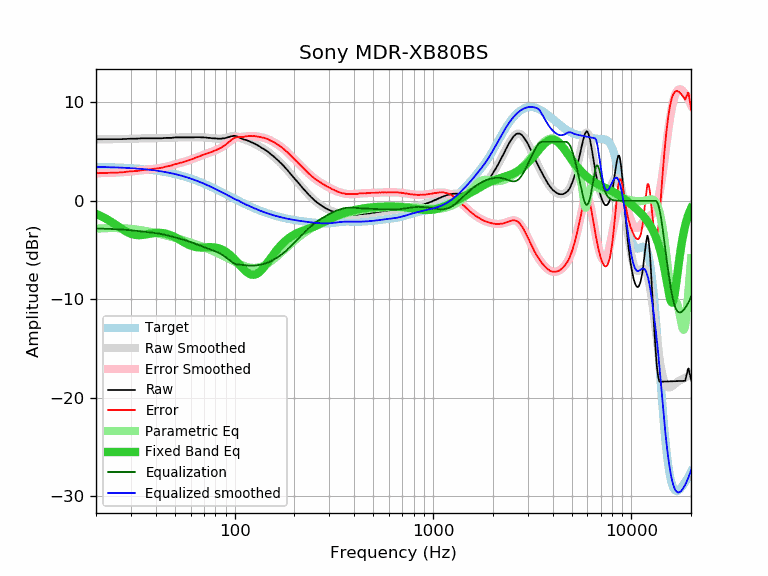 Sony MDR-XB80BS
Amplitude (dBr)
10
0
−10
−20
−30
Target
Raw Smoothed
Error Smoothed
Raw
Error
Parametric Eq
Fixed Band Eq
Equalization
Equalized smoothed
100
1000
10000
Frequency (Hz)